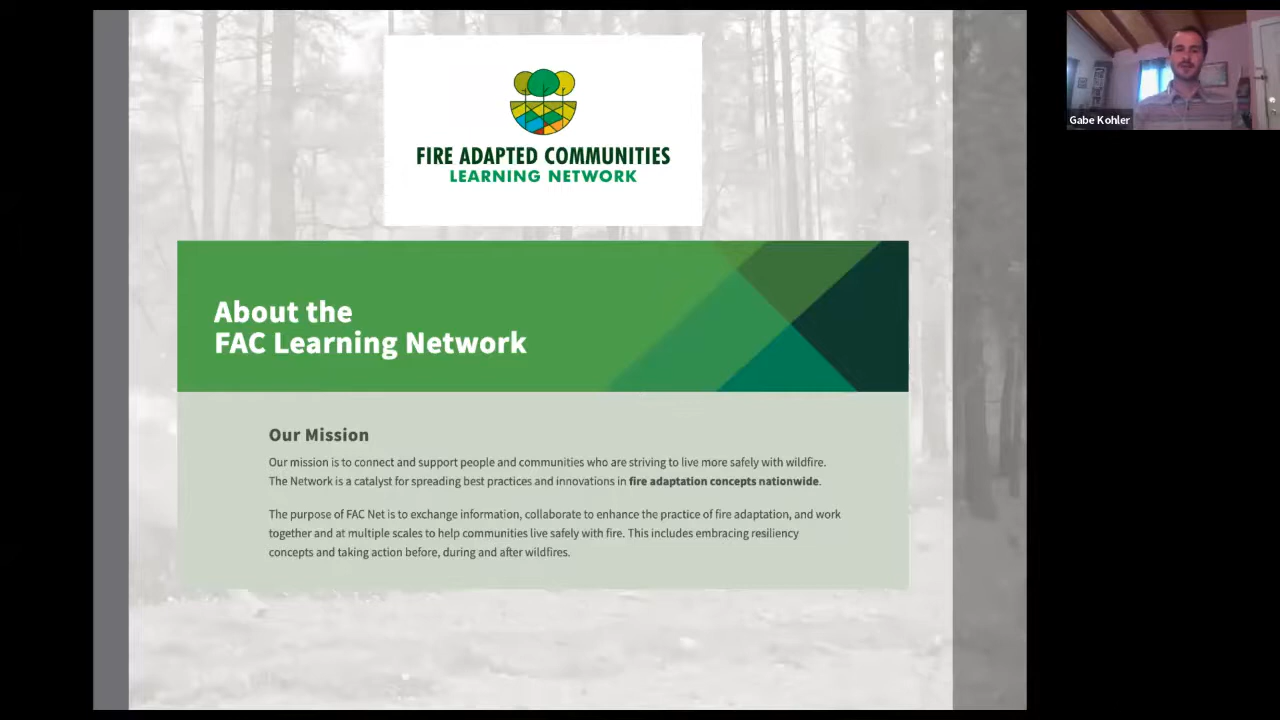 FIRE ADAPTED COMMUNITIES
LEARNING NETWORK
About the
FAC Learning Network
Our Mission
Our mission is to connect and support people and communities who are striving to live more safely with wildfire.
The Network is a catalyst for spreading best practices and innovations in fire adaptation concepts nationwide.
The purpose of FAC Net is to exchange information, collaborate to enhance the practice of fire adaptation, and work
together and at multiple scales to help communities live safely with fire. This includes embracing resiliency
concepts and taking action before, during and after wildfires.
Gabe Kohler